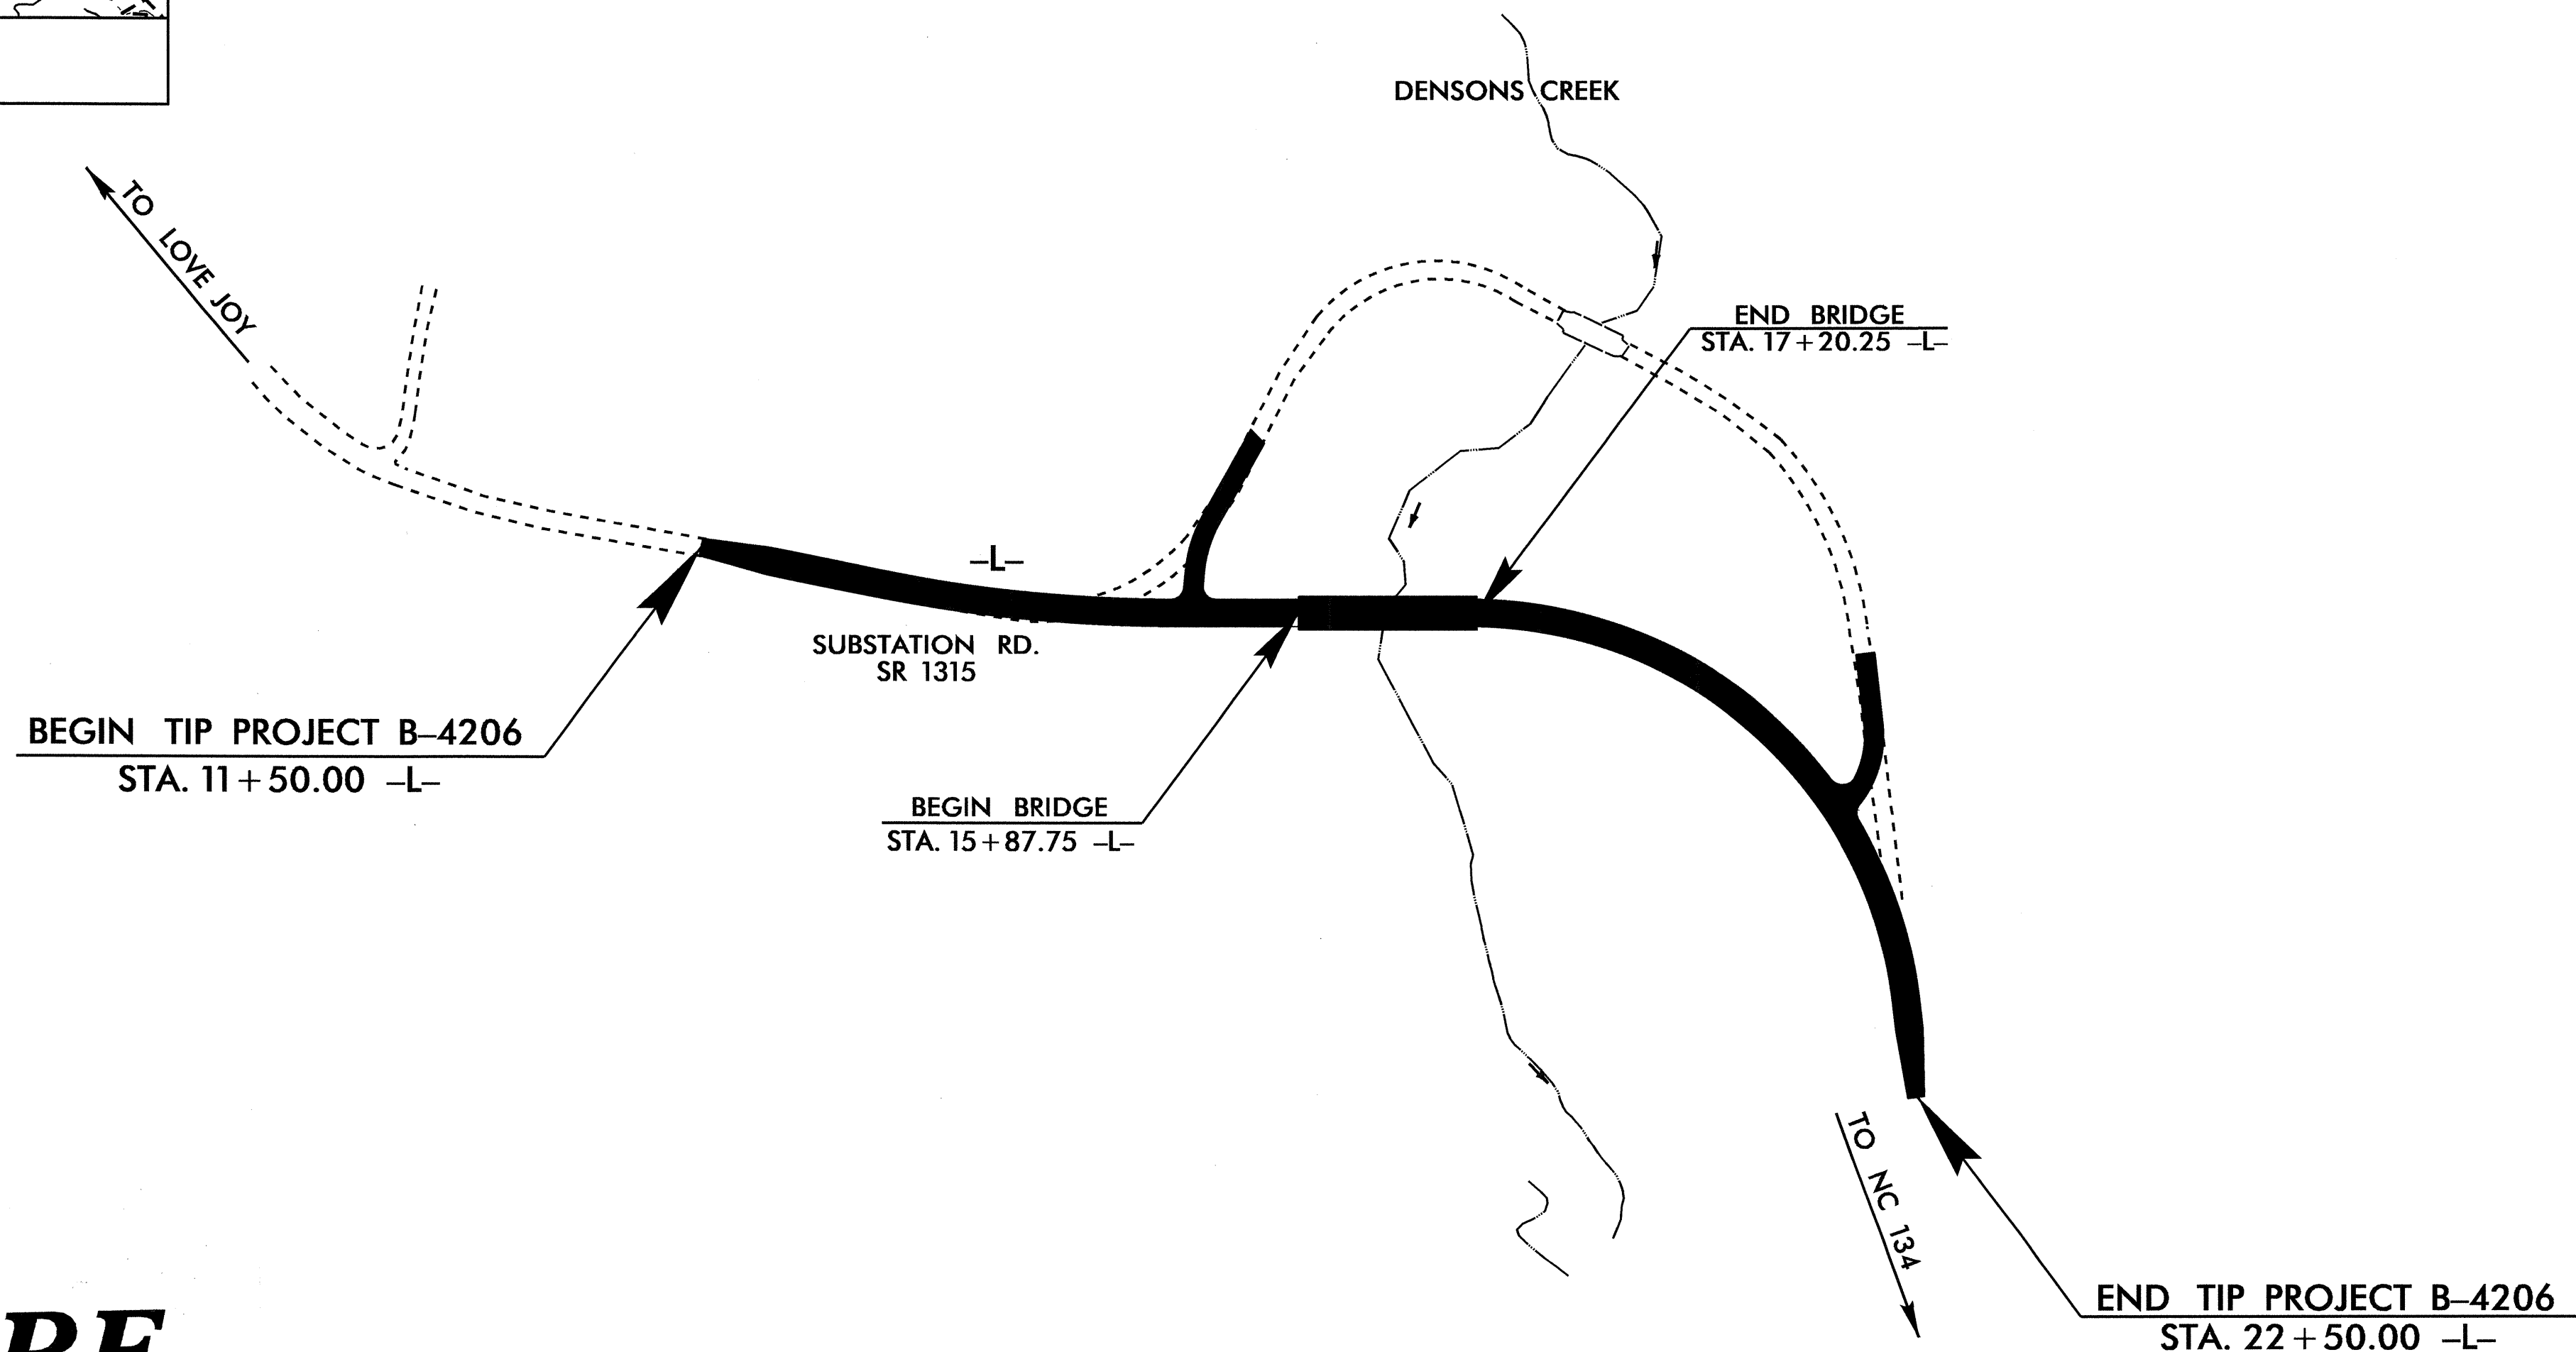 DENSONS CREEK
TO LOVE JOY
END BRIDGE
STA. 17+20.25 –L–
–L–
SUBSTATION RD.
SR 1315
BEGIN TIP PROJECT B–4206
STA. 11+50.00 –L–
BEGIN BRIDGE
STA. 15+87.75 –L–
TO NC 134
END TIP PROJECT B–4206
STA. 22+50.00 –L–